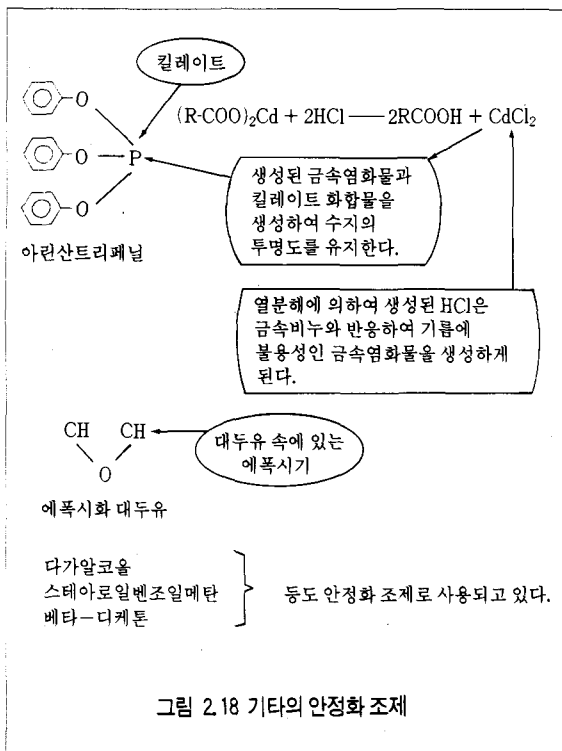 킬레이트
O
(R-COO)₂Cd + 2HCl —— 2RCOOH + CdCl₂
O
P
O
생성된 금속염화물과
킬레이트 화합물을
생성하여 수지의
투명도를 유지한다.
아린산트리페닐
열분해에 의하여 생성된 HCl은
금속비누와 반응하여 기름에
불용성인 금속염화물을 생성하게
된다.
CH CH
O
대두유 속에 있는
에폭시기
에폭시화 대두유
다가알코올
스테아로일벤조일메탄
베타-디케톤
등도 안정화 조제로 사용되고 있다.
그림 2.18 기타의 안정화 조제